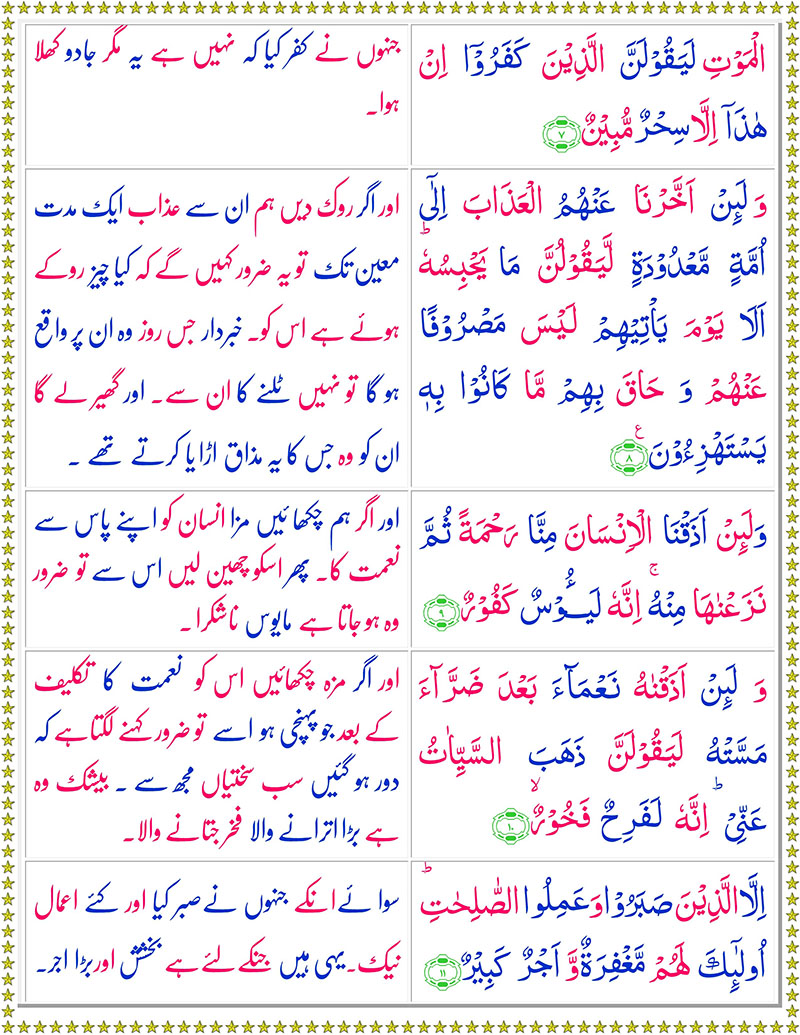 الۡمَوۡتِ لَيَقُوۡلَنَّ الَّذِيۡنَ كَفَرُوۡۤا اِنۡ
هٰذَاۤ اِلَّا سِحۡرٌ مُّبِيۡنٌ ۷
جنہوں نے کفر کیا کہ نہیں ہے یہ مگر جادو کھلا
ہوا۔
وَ لَئِنۡ اَخَّرۡنَا عَنۡهُمُ الۡعَذَابَ اِلٰٓى
اُمَّةٍ مَّعۡدُوۡدَةٍ لَّيَقُوۡلُنَّ مَا يَحۡبِسُهٗؕ
اَلَا يَوۡمَ يَاۡتِيۡهِمۡ لَيۡسَ مَصۡرُوۡفًا
عَنۡهُمۡ وَ حَاقَ بِهِمۡ مَّا كَانُوۡا بِهٖ
يَسۡتَهۡزِءُوۡنَ ۸ ع
اور اگر روک دیں ہم ان سے عذاب ایک مدت
معین تک تو یہ ضرور کہیں گے کہ کیا چیز روکے
ہوئے ہے اس کو۔ خبردار جس روز وہ ان پر واقع
ہو گا تو نہیں ٹلنے کا ان سے۔ اور گھیر لے گا
ان کو وہ جس کا یہ مذاق اڑایا کرتے تھے ۔
وَلَئِنۡ اَذَقۡنَا الۡاِنۡسَانَ مِنَّا رَحۡمَةً ثُمَّ
نَزَعۡنٰهَا مِنۡهُۚ اِنَّهٗ لَيَـُٔوۡسٌ كَفُوۡرٌ ۹
اور اگر ہم چکھائیں مزا انسان کو اپنے پاس سے
نعمت کا۔ پھر اسکو چھین لیں اس سے تو ضرور
وہ ہو جاتا ہے مایوس ناشکرا۔
وَ لَئِنۡ اَذَقۡنٰهُ نَعۡمَآءَ بَعۡدَ ضَرَّآءَ
مَسَّتۡهُ لَيَقُوۡلَنَّ ذَهَبَ السَّيِّاٰتُ
عَنِّىۡؕ اِنَّهٗ لَفَرِحٌ فَخُوۡرٌۙ ۱۰
اور اگر مزہ چکھائیں اس کو نعمت کا تکلیف
کے بعد جو پہنچی ہو اسے تو ضرور کہنے لگتا ہے کہ
دور ہو گئیں سب سختیاں مجھ سے ۔ بیشک وہ
ہے بڑا اترانے والا فخر جتانے والا۔
اِلَّا الَّذِيۡنَ صَبَرُوۡا وَعَمِلُوا الصّٰلِحٰتِؕ
اُولٰٓئِكَ لَهُمۡ مَّغۡفِرَةٌ وَّ اَجۡرٌ كَبِيۡرٌ ۱۱
سوائے انکے جنہوں نے صبر کیا اور کئے اعمال
نیک۔ یہی ہیں جنکے لئے ہے بخشش اور بڑا اجر۔